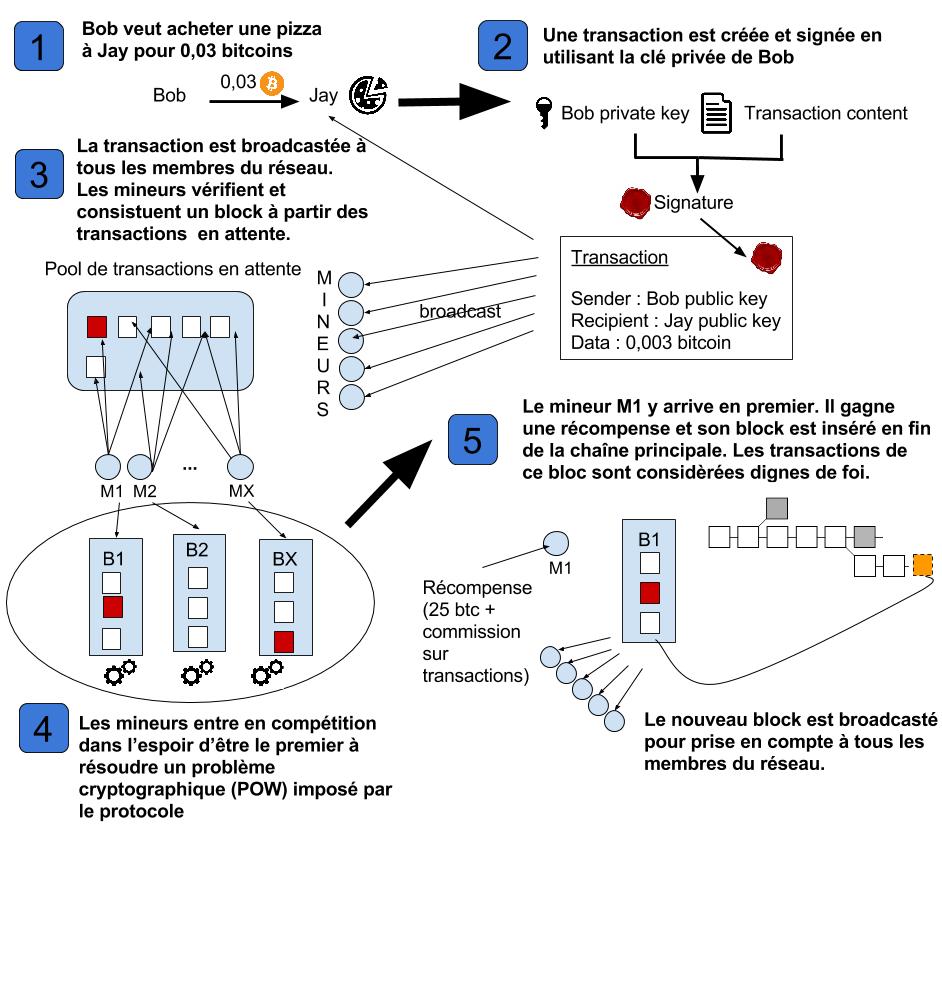 1
Bob veut acheter une pizza
à Jay pour 0,03 bitcoins
Bob
0,03
Jay
2
Une transaction est créée et signée en
utilisant la clé privée de Bob
Bob private key
Transaction content
Signature
Transaction
Sender : Bob public key
Recipient : Jay public key
Data : 0,003 bitcoin
3
La transaction est broadcastée à
tous les membres du réseau.
Les mineurs vérifient et
consistuent un block à partir des
transactions en attente.
Pool de transactions en attente
M
I
N
E
U
R
S
broadcast
M1
M2
...
MX
B1
B2
BX
4
Les mineurs entre en compétition
dans l'espoir d'être le premier à
résoudre un problème
cryptographique (POW) imposé par
le protocole
5
Le mineur M1 y arrive en premier. Il gagne
une récompense et son block est inséré en fin
de la chaîne principale. Les transactions de
ce bloc sont considèrées dignes de foi.
M1
Récompense
(25 btc +
commission
sur
transactions)
B1
Le nouveau block est broadcasté
pour prise en compte à tous les
membres du réseau.